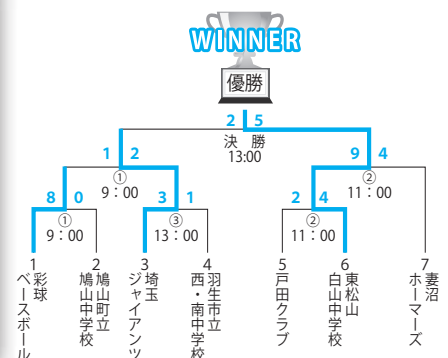 WINNER
優勝
2 5
決 勝
13:00
1 2
9 4
①
9：00
②
11：00
8 0
3 1
2 4
①
9：00
③
13：00
②
11：00
1
彩球
ベースボール
2
鳩山町立
鳩山中学校
3
埼玉
ジャイアンツ
4
羽生市立
西・南中学校
5
戸田クラブ
6
東松山
白山中学校
7
妻沼
ホーマーズ